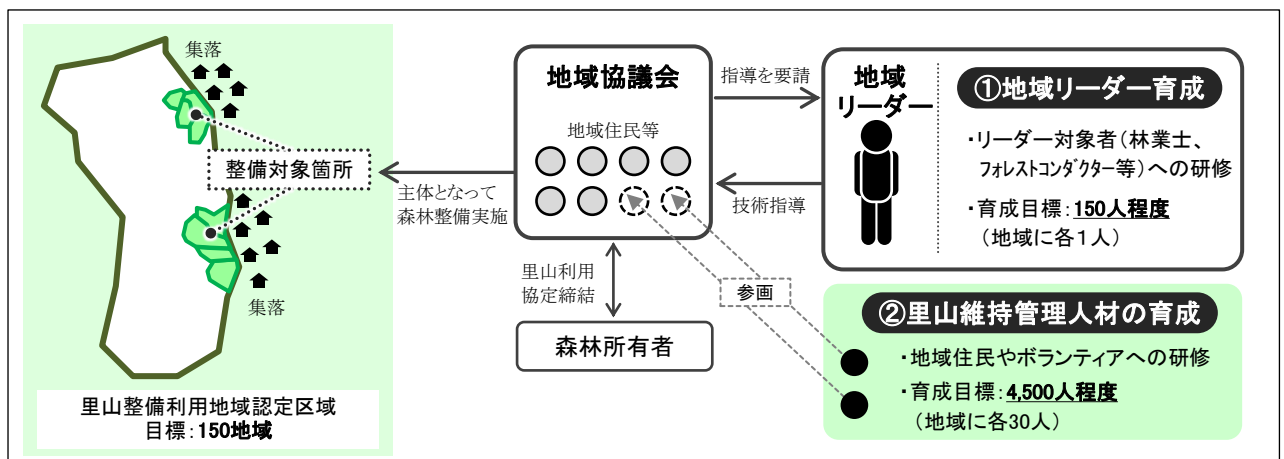 集落
整備対象箇所
集落
里山整備利用地域認定区域
目標：150地域
主体となって
森林整備実施
地域協議会
地域住民等
里山利用
協定締結
森林所有者
指導を要請
技術指導
参画
地域
リーダー
①地域リーダー育成
・リーダー対象者（林業士、
フォレストコンダクター等）への研修
・育成目標：150人程度
（地域に各１人）
②里山維持管理人材の育成
・地域住民やボランティアへの研修
・育成目標：4,500人程度
（地域に各30人）